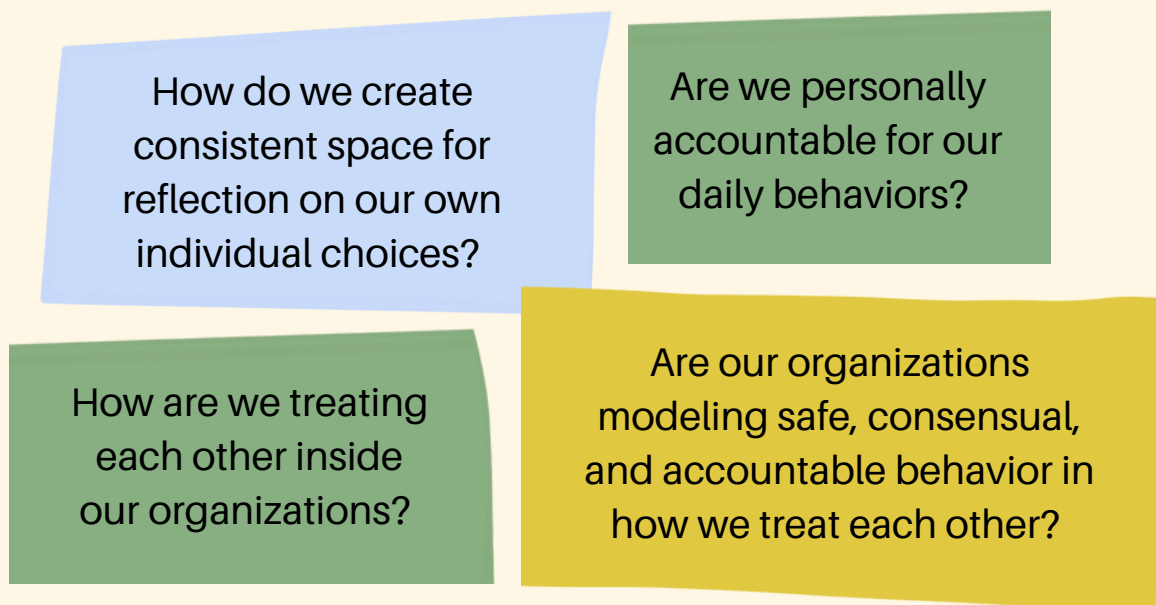 How do we create
consistent space for
reflection on our own
individual choices?
Are we personally
accountable for our
daily behaviors?
How are we treating
each other inside
our organizations?
Are our organizations
modeling safe, consensual,
and accountable behavior in
how we treat each other?